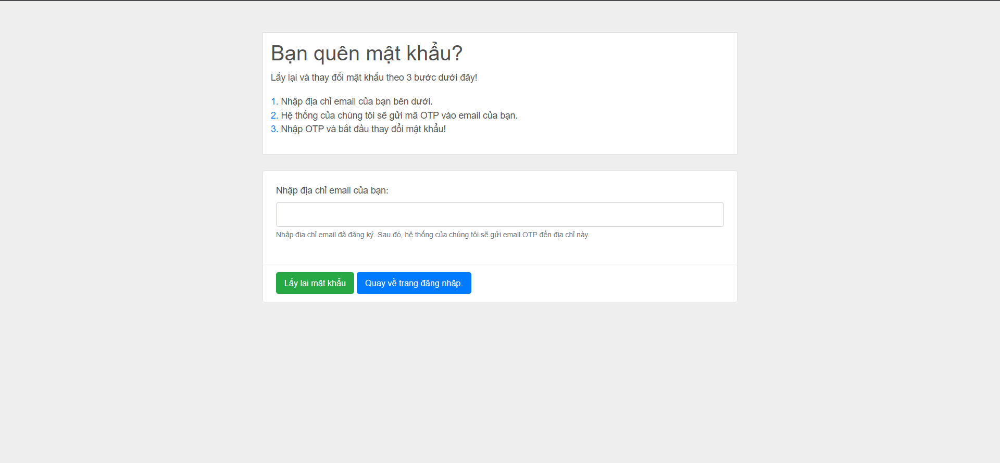 Bạn quên mật khẩu?
Lấy lại và thay đổi mật khẩu theo 3 bước dưới đây!
1. Nhập địa chỉ email của bạn bên dưới.
2. Hệ thống của chúng tôi sẽ gửi mã OTP vào email của bạn.
3. Nhập OTP và bắt đầu thay đổi mật khẩu!
Nhập địa chỉ email của bạn:
Nhập địa chỉ email đã đăng ký. Sau đó, hệ thống của chúng tôi sẽ gửi email OTP đến địa chỉ này.
Lấy lại mật khẩu
Quay về trang đăng nhập.